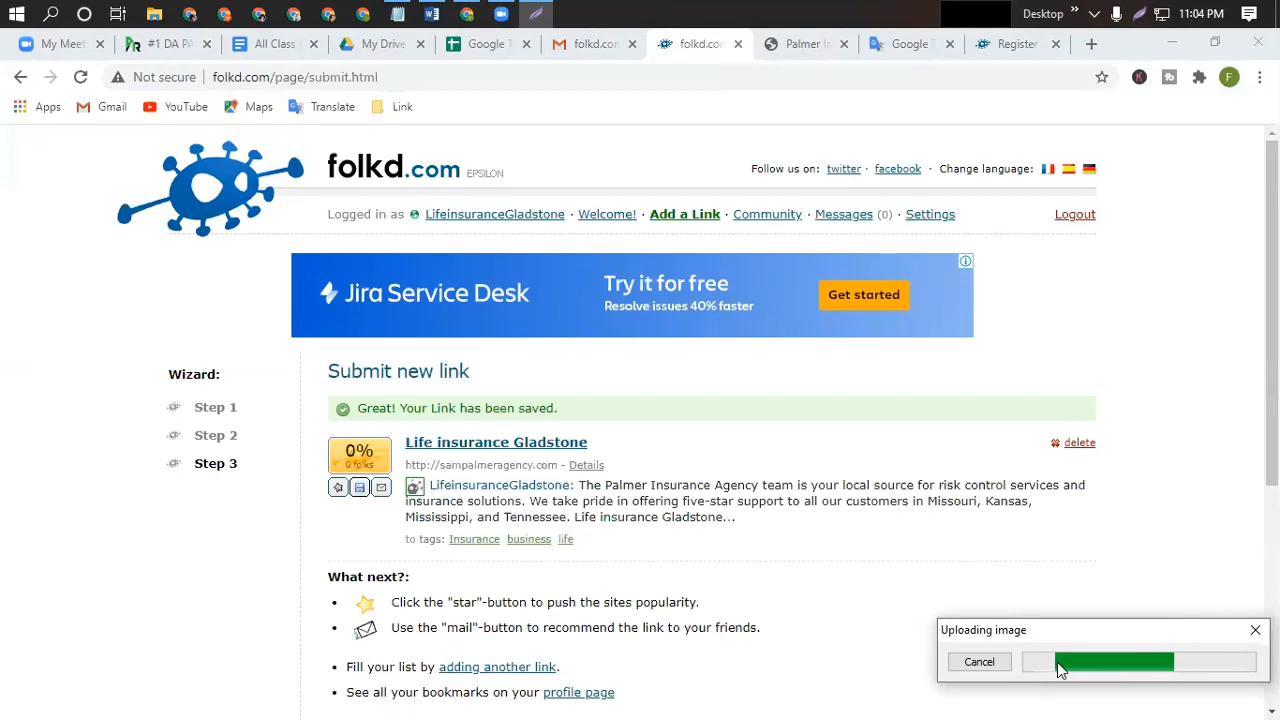 Desktop
11:04 PM
My Meet
#1 DA PA
All Class
My Drive
Google T
folkd.com
folkd.com
Palmer In
Google T
Register
Not secure
folkd.com/page/submit.html
F
Apps
Gmail
YouTube
Maps
Translate
Link
folkd.com EPSILON
Follow us on: twitter · facebook · Change language:
Logged in as LifeinsuranceGladstone · Welcome! · Add a Link · Community · Messages (0) · Settings
Logout
Jira Service Desk
Try it for free
Resolve issues 40% faster
Get started
Wizard:
Step 1
Step 2
Step 3
Submit new link
Great! Your Link has been saved.
0%
0 folks
Life insurance Gladstone
delete
http://sampalmeragency.com - Details
LifeinsuranceGladstone: The Palmer Insurance Agency team is your local source for risk control services and
insurance solutions. We take pride in offering five-star support to all our customers in Missouri, Kansas,
Mississippi, and Tennessee. Life insurance Gladstone...
to tags: Insurance business life
What next?:
• Click the "star"-button to push the sites popularity.
• Use the "mail"-button to recommend the link to your friends.
• Fill your list by adding another link.
• See all your bookmarks on your profile page
Uploading image
Cancel